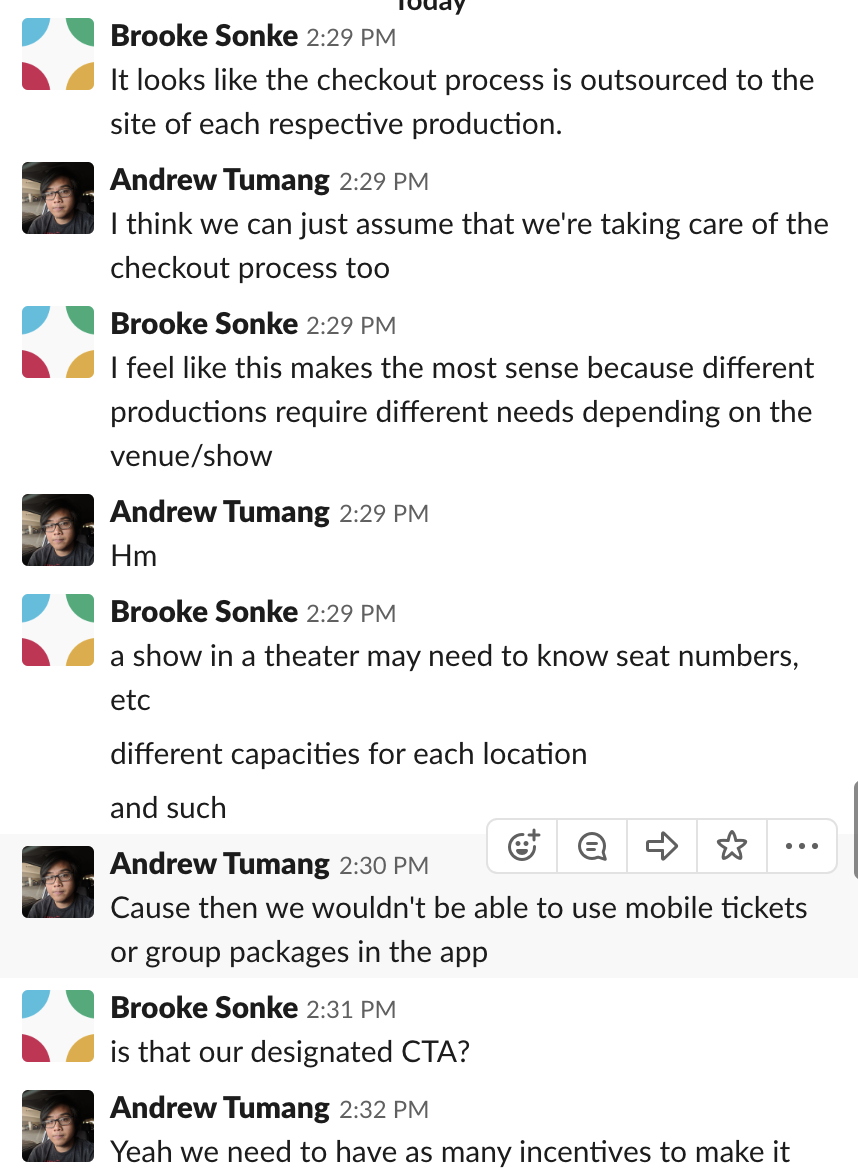 Today
Brooke Sonke 2:29 PM
It looks like the checkout process is outsourced to the
site of each respective production.
Andrew Tumang 2:29 PM
I think we can just assume that we're taking care of the
checkout process too
Brooke Sonke 2:29 PM
I feel like this makes the most sense because different
productions require different needs depending on the
venue/show
Andrew Tumang 2:29 PM
Hm
Brooke Sonke 2:29 PM
a show in a theater may need to know seat numbers,
etc
different capacities for each location
and such
Andrew Tumang 2:30 PM
Cause then we wouldn't be able to use mobile tickets
or group packages in the app
Brooke Sonke 2:31 PM
is that our designated CTA?
Andrew Tumang 2:32 PM
Yeah we need to have as many incentives to make it